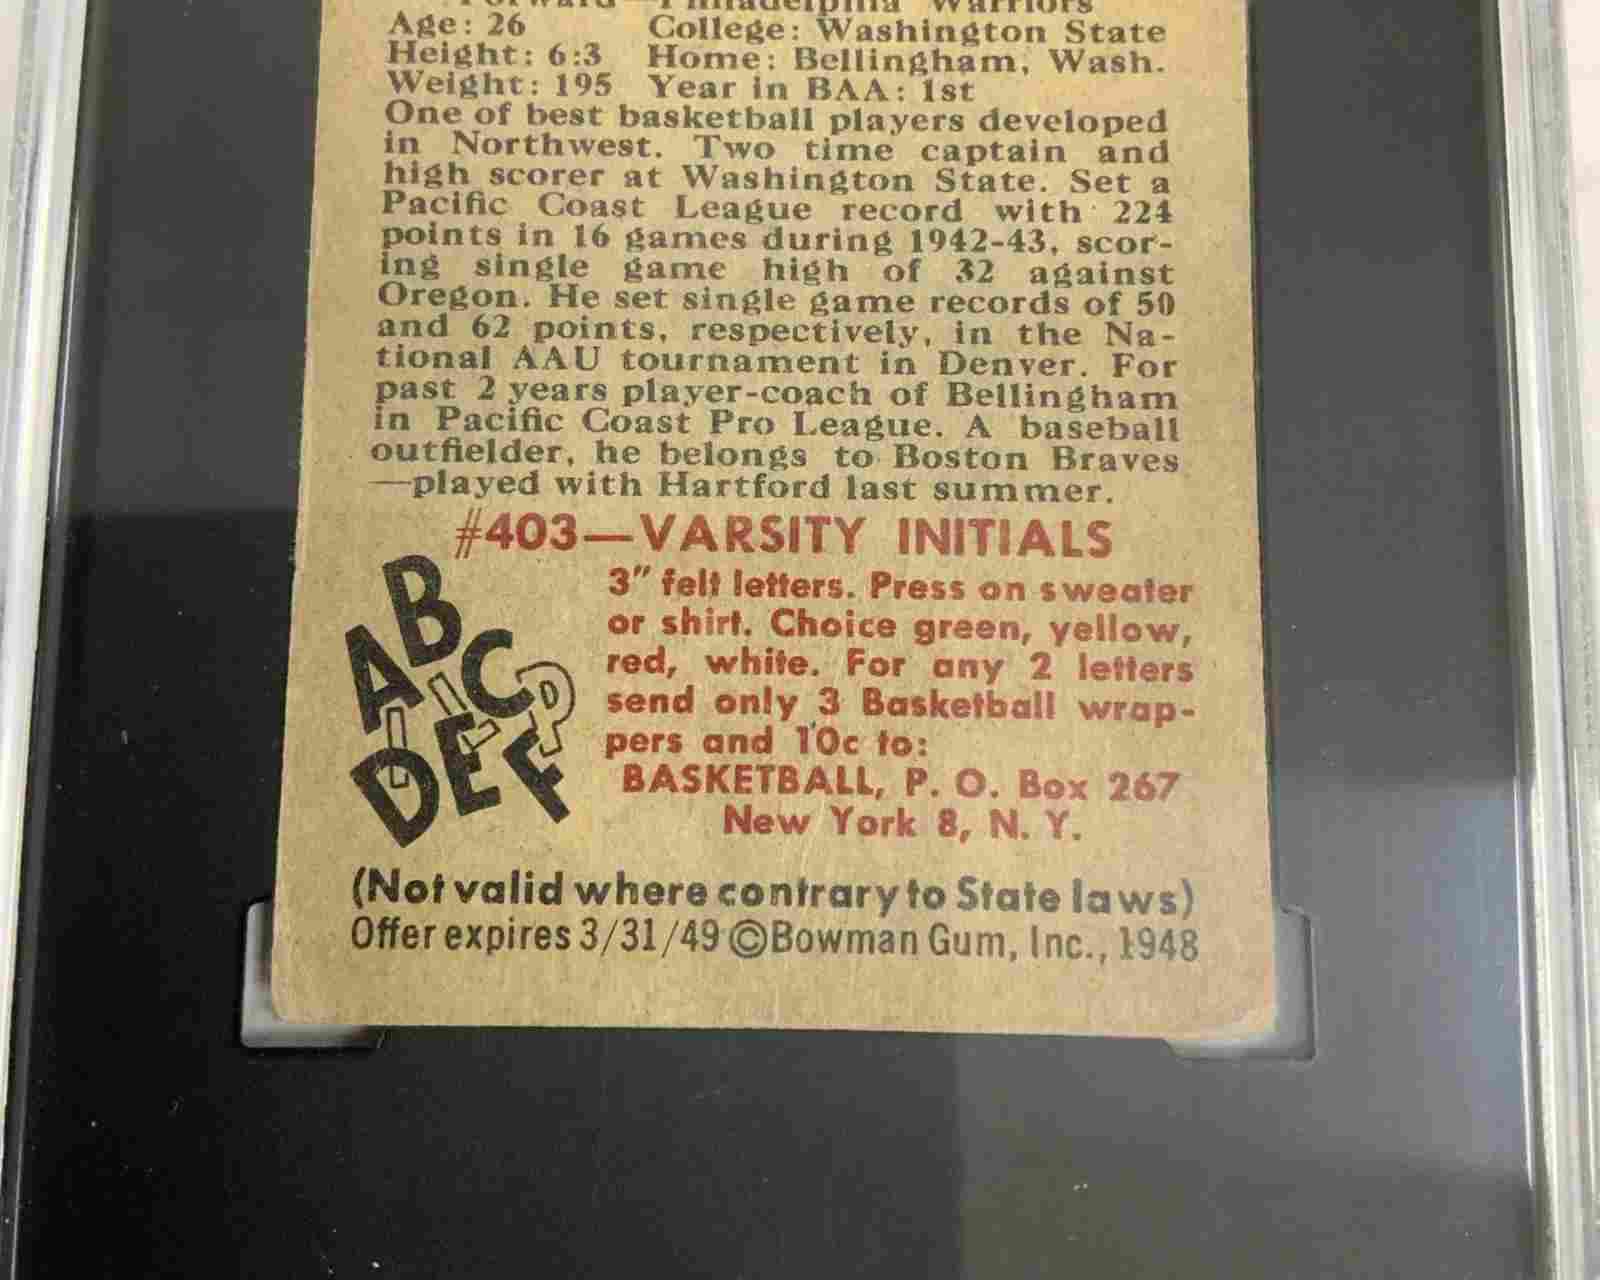 Forward—Philadelphia Warriors
Age: 26 College: Washington State
Height: 6:3 Home: Bellingham, Wash.
Weight: 195 Year in BAA: 1st
One of best basketball players developed
in Northwest. Two time captain and
high scorer at Washington State. Set a
Pacific Coast League record with 224
points in 16 games during 1942-43, scor-
ing single game high of 32 against
Oregon. He set single game records of 50
and 62 points, respectively, in the Na-
tional AAU tournament in Denver. For
past 2 years player-coach of Bellingham
in Pacific Coast Pro League. A baseball
outfielder, he belongs to Boston Braves
—played with Hartford last summer.
#403—VARSITY INITIALS
A B C D E F
3" felt letters. Press on sweater
or shirt. Choice green, yellow,
red, white. For any 2 letters
send only 3 Basketball wrap-
pers and 10c to:
BASKETBALL, P. O. Box 267
New York 8, N. Y.
(Not valid where contrary to State laws)
Offer expires 3/31/49 ©Bowman Gum, Inc., 1948